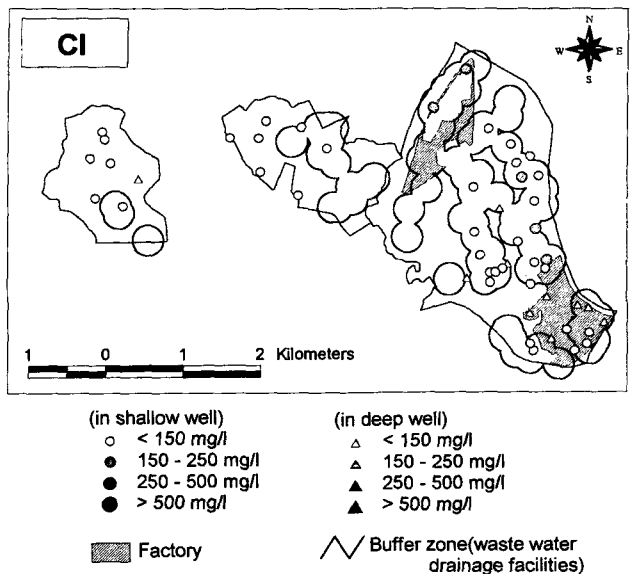 Cl
N
W E
S
1 0 1 2 Kilometers
(in shallow well)
< 150 mg/l
150 - 250 mg/l
250 - 500 mg/l
> 500 mg/l
(in deep well)
< 150 mg/l
150 - 250 mg/l
250 - 500 mg/l
> 500 mg/l
Factory
Buffer zone(waste water
drainage facilities)